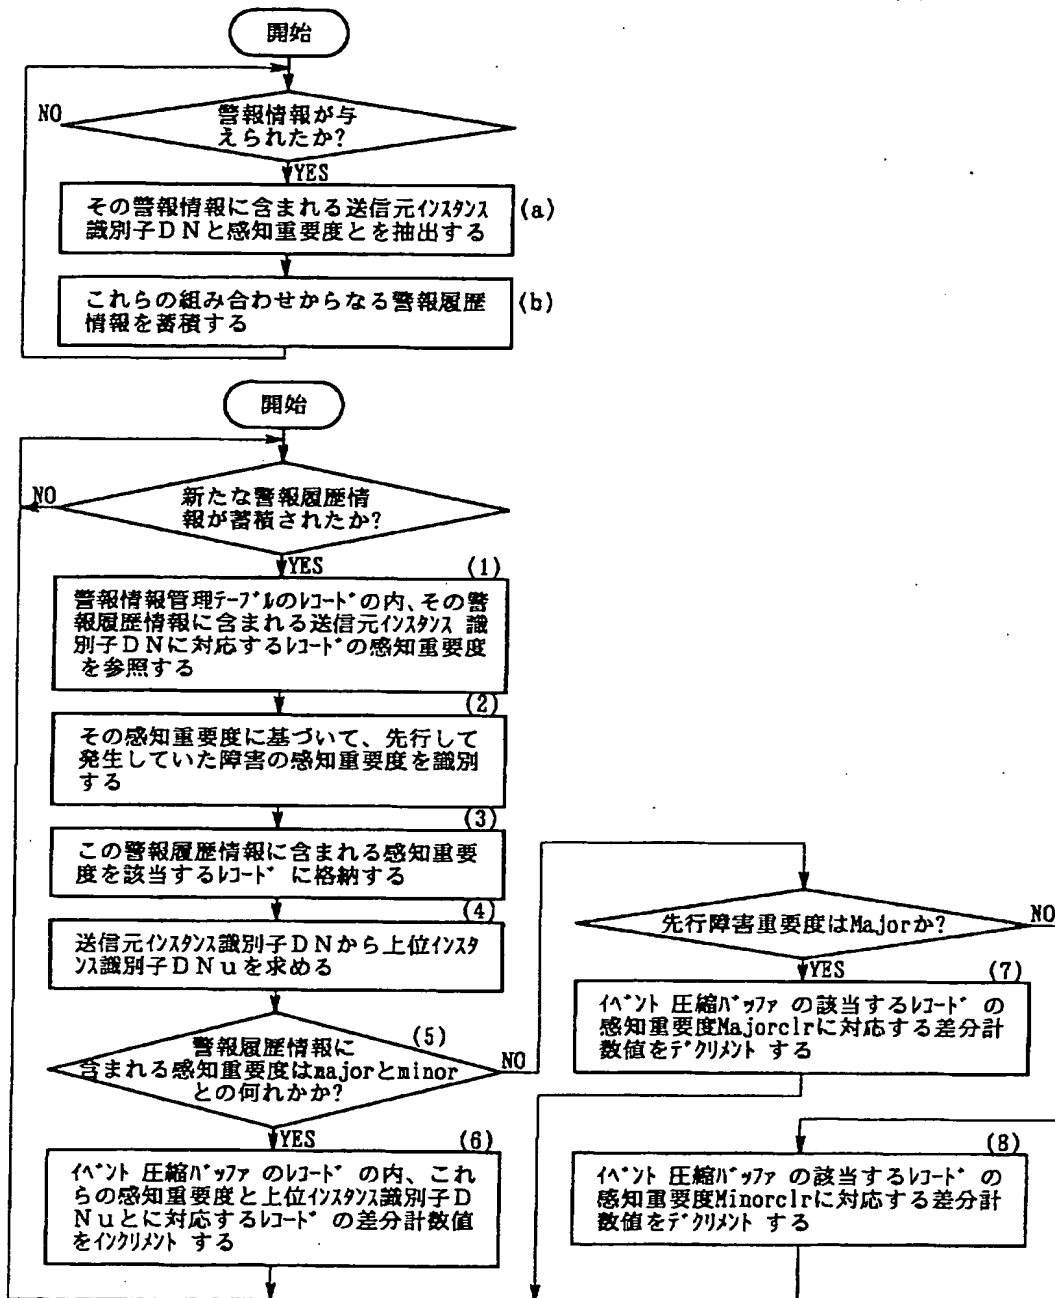 開始
警報情報が与
えられたか?
NO
YES
その警報情報に含まれる送信元インスタンス
識別子DNと感知重要度とを抽出する
(a)
これらの組み合わせからなる警報履歴
情報を蓄積する
(b)
開始
新たな警報履歴情
報が蓄積されたか?
NO
YES
(1)
警報情報管理テーブルのレコードの内、その警
報履歴情報に含まれる送信元インスタンス 識
別子DNに対応するレコードの感知重要度
を参照する
(2)
その感知重要度に基づいて、先行して
発生していた障害の感知重要度を識別
する
(3)
この警報履歴情報に含まれる感知重要
度を該当するレコード に格納する
(4)
送信元インスタンス識別子DNから上位インスタ
ンス識別子DNuを求める
(5)
警報履歴情報に
含まれる感知重要度はmajorとminor
との何れかか?
NO
YES
(6)
イベント 圧縮バッファ のレコード の内、これ
らの感知重要度と上位インスタンス識別子D
Nuとに対応するレコード の差分計数値
をインクリメント する
先行障害重要度はMajorか?
NO
YES
(7)
イベント 圧縮バッファ の該当するレコード の
感知重要度Majorclrに対応する差分計
数値をデクリメント する
(8)
イベント 圧縮バッファ の該当するレコード の
感知重要度Minorclrに対応する差分計
数値をデクリメント する